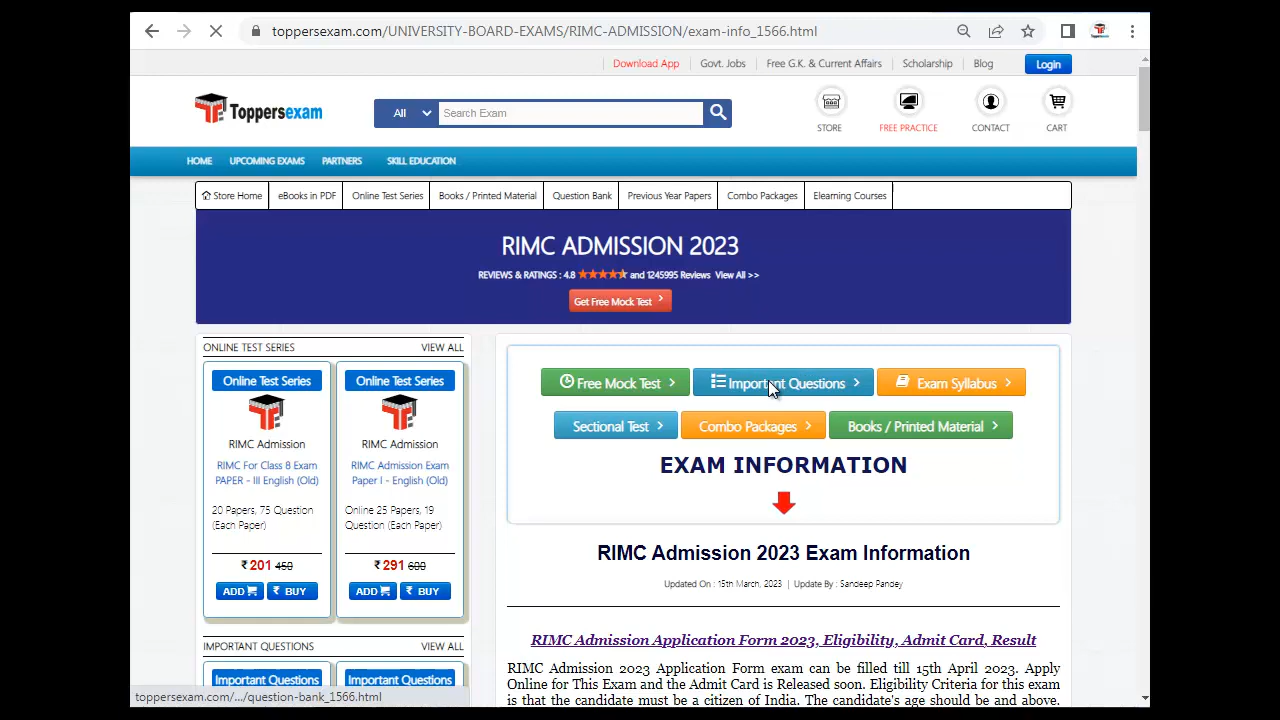 toppersexam.com/UNIVERSITY-BOARD-EXAMS/RIMC-ADMISSION/exam-info_1566.html
Download App Govt. Jobs Free G.K. & Current Affairs Scholarship Blog Login
Toppersexam All Search Exam
STORE FREE PRACTICE CONTACT CART
HOME UPCOMING EXAMS PARTNERS SKILL EDUCATION
Store Home eBooks in PDF Online Test Series Books / Printed Material Question Bank Previous Year Papers Combo Packages Elearning Courses
RIMC ADMISSION 2023
REVIEWS & RATINGS : 4.8 and 1245995 Reviews View All >>
Get Free Mock Test >
ONLINE TEST SERIES VIEW ALL
Online Test Series
RIMC Admission
RIMC For Class 8 Exam
PAPER - III English (Old)
20 Papers, 75 Question
(Each Paper)
₹ 201 450
ADD ₹ BUY
Online Test Series
RIMC Admission
RIMC Admission Exam
Paper I - English (Old)
Online 25 Papers, 19
Question (Each Paper)
₹ 291 600
ADD ₹ BUY
IMPORTANT QUESTIONS VIEW ALL
Important Questions Important Questions
Free Mock Test > Important Questions > Exam Syllabus >
Sectional Test > Combo Packages > Books / Printed Material >
EXAM INFORMATION
RIMC Admission 2023 Exam Information
Updated On : 15th March, 2023 | Update By : Sandeep Pandey
RIMC Admission Application Form 2023, Eligibility, Admit Card, Result
RIMC Admission 2023 Application Form exam can be filled till 15th April 2023. Apply
Online for This Exam and the Admit Card is Released soon. Eligibility Criteria for this exam
is that the candidate must be a citizen of India. The candidate's age should be and above.
toppersexam.com/.../question-bank_1566.html